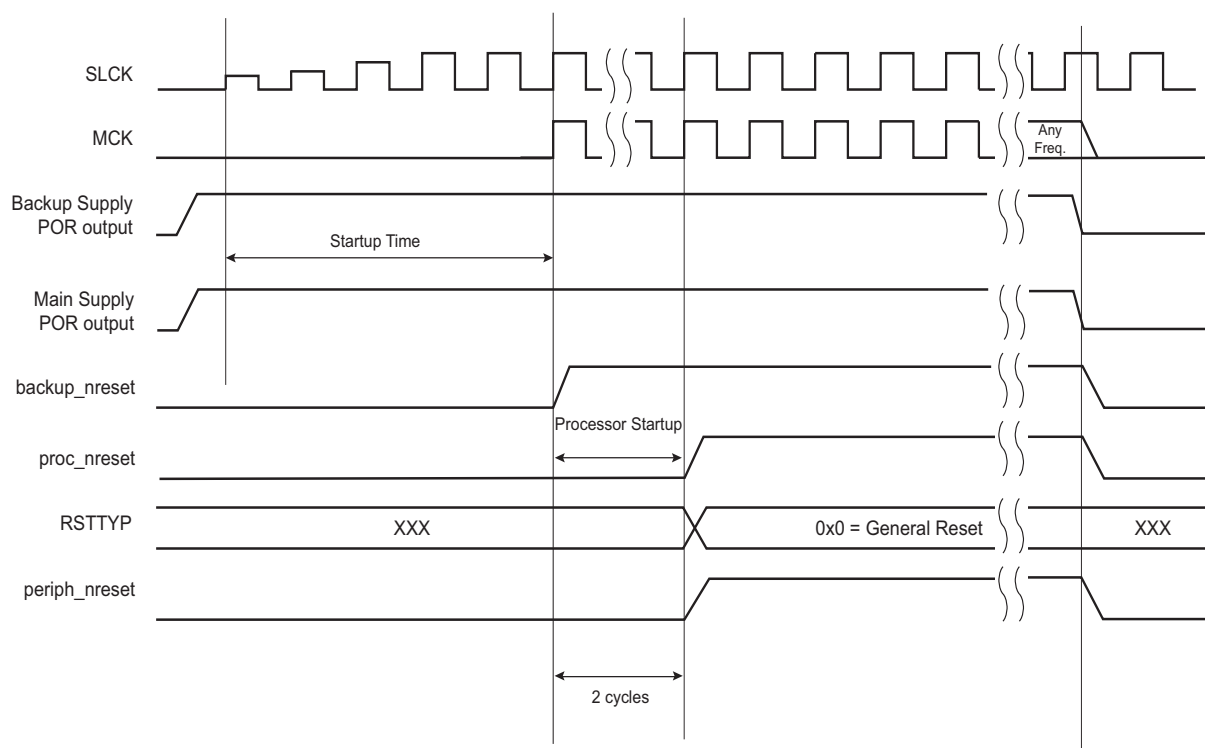 SLCK
MCK
Any
Freq.
Backup Supply
POR output
Startup Time
Main Supply
POR output
backup_nreset
Processor Startup
proc_nreset
RSTTYP
XXX
0x0 = General Reset
XXX
periph_nreset
2 cycles